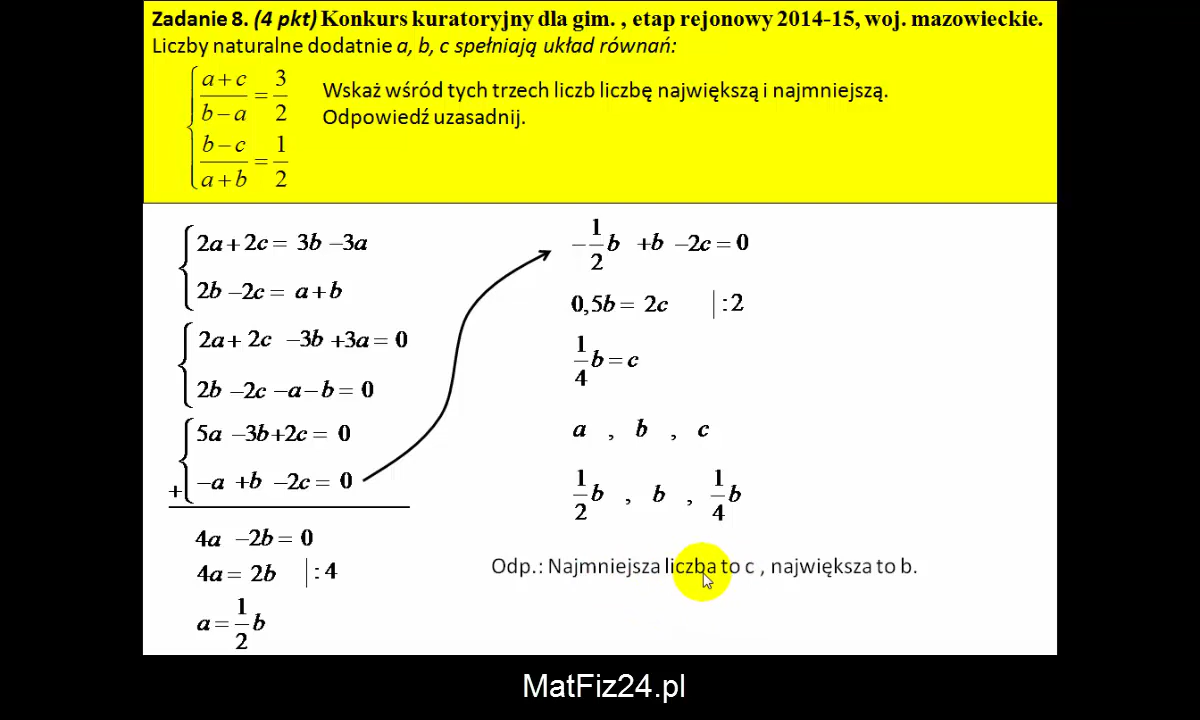 Zadanie 8. (4 pkt) Konkurs kuratoryjny dla gim. , etap rejonowy 2014-15, woj. mazowieckie.
Liczby naturalne dodatnie a, b, c spełniają układ równań:
{ (a+c)/(b−a) = 3/2
{ (b−c)/(a+b) = 1/2
Wskaż wśród tych trzech liczb liczbę największą i najmniejszą.
Odpowiedź uzasadnij.
{ 2a+2c = 3b −3a
{ 2b −2c = a+b
{ 2a+2c −3b +3a = 0
{ 2b −2c −a−b = 0
{ 5a −3b+2c = 0
+ { −a +b −2c = 0
4a −2b = 0
4a = 2b |:4
a = 1/2 b
−1/2 b +b −2c = 0
0,5b = 2c |:2
1/4 b = c
a , b , c
1/2 b , b , 1/4 b
Odp.: Najmniejsza liczba to c , największa to b.
MatFiz24.pl